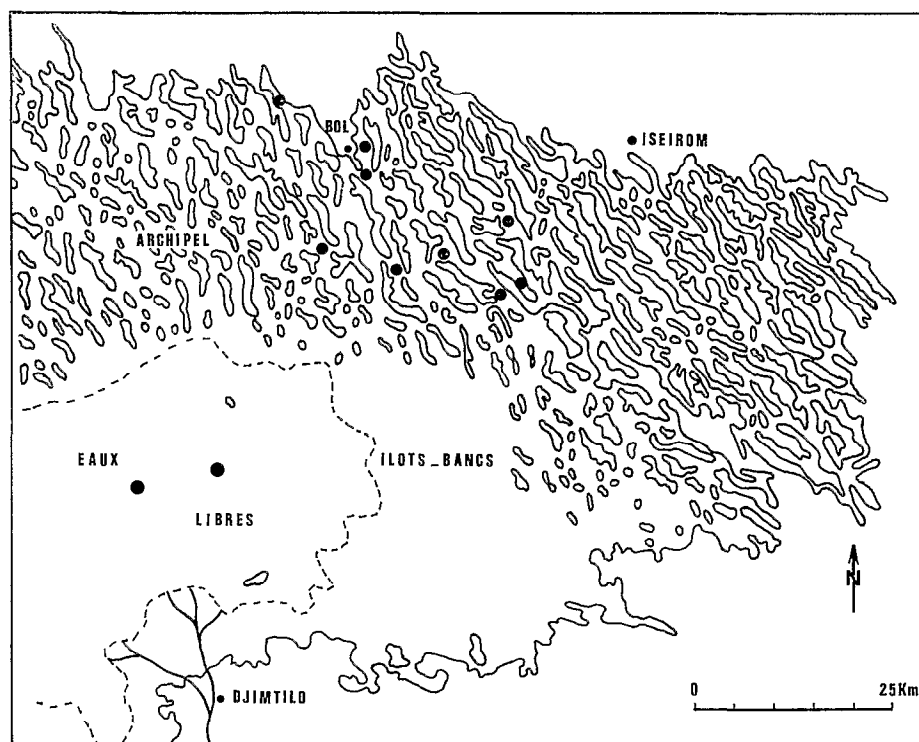 BOL
ISEIROM
ARCHIPEL
EAUX
ILOTS_BANCS
LIBRES
N
DJIMTILO
0 25Km